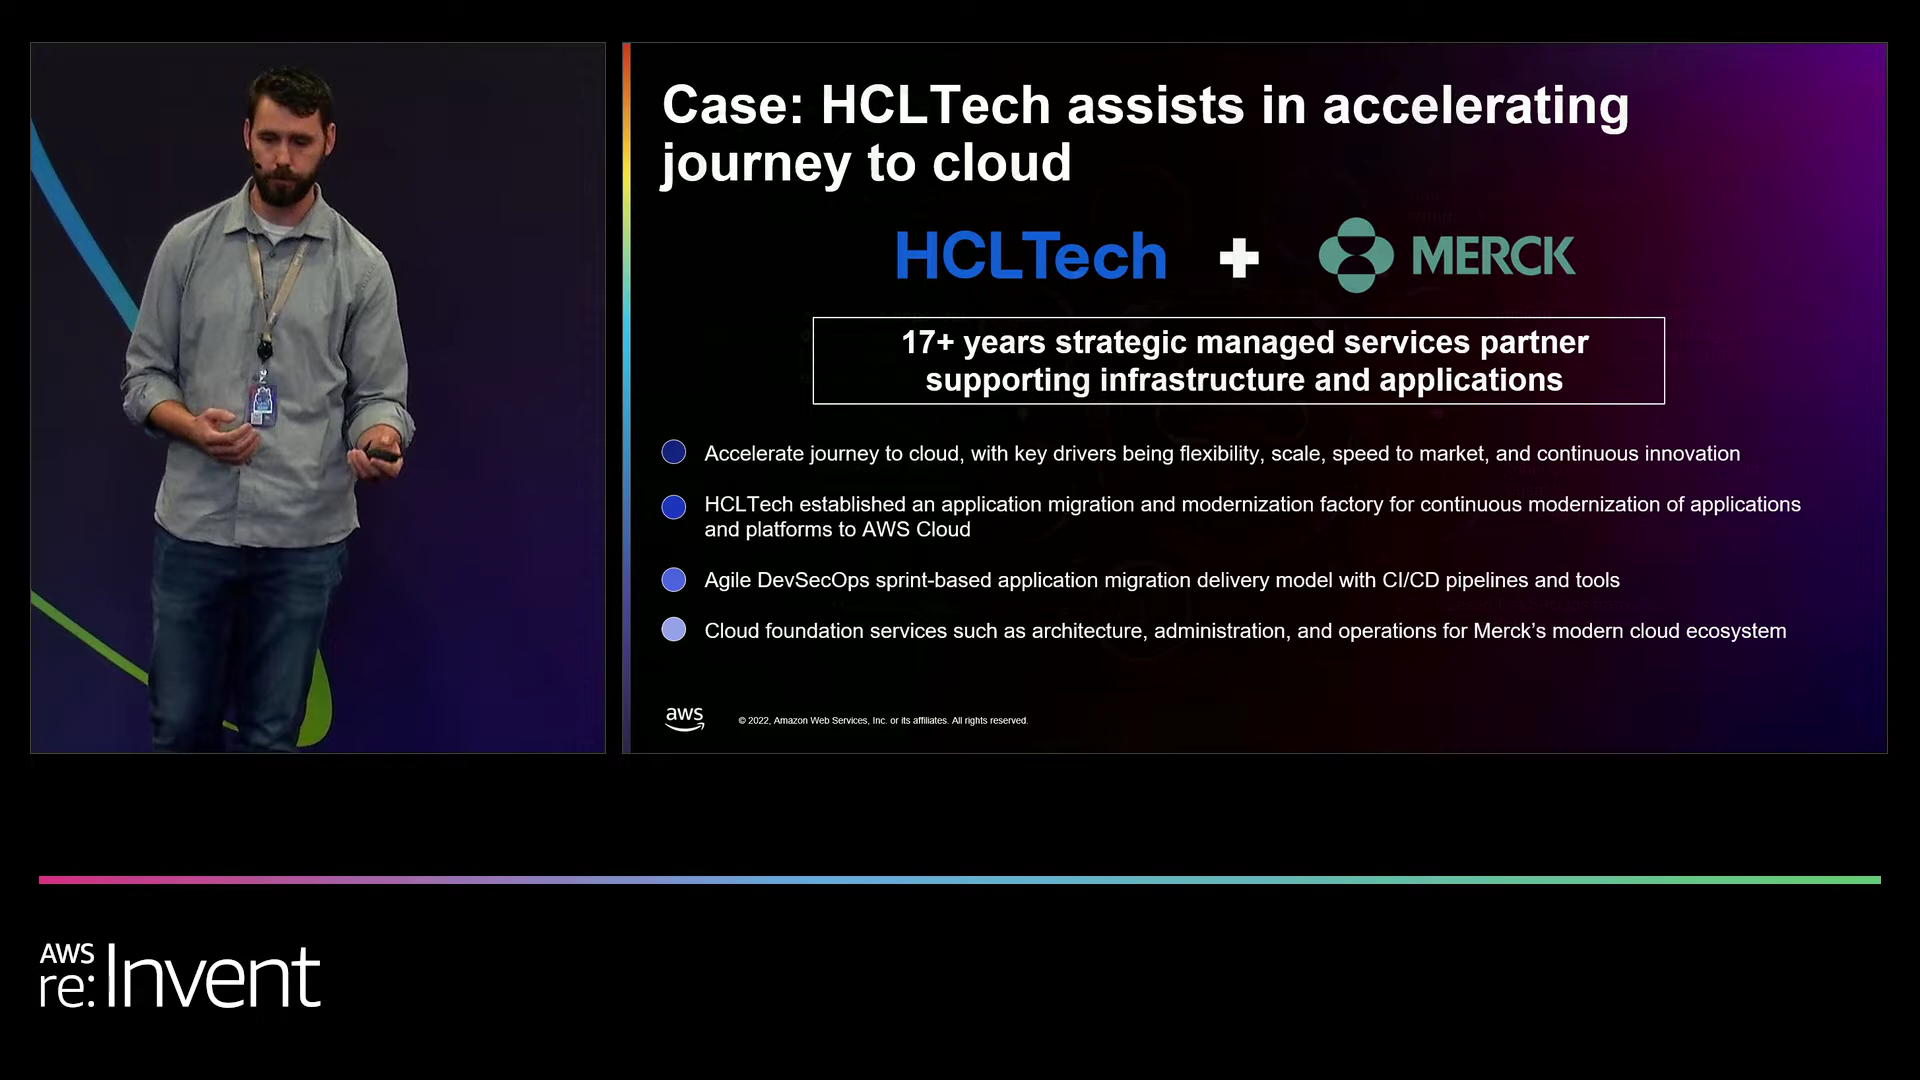 Case: HCLTech assists in accelerating
journey to cloud
HCLTech
MERCK
17+ years strategic managed services partner
supporting infrastructure and applications
Accelerate journey to cloud, with key drivers being flexibility, scale, speed to market, and continuous innovation
HCLTech established an application migration and modernization factory for continuous modernization of applications
and platforms to AWS Cloud
Agile DevSecOps sprint-based application migration delivery model with CI/CD pipelines and tools
Cloud foundation services such as architecture, administration, and operations for Merck’s modern cloud ecosystem
aws
© 2022, Amazon Web Services, Inc. or its affiliates. All rights reserved.
AWS
re:Invent